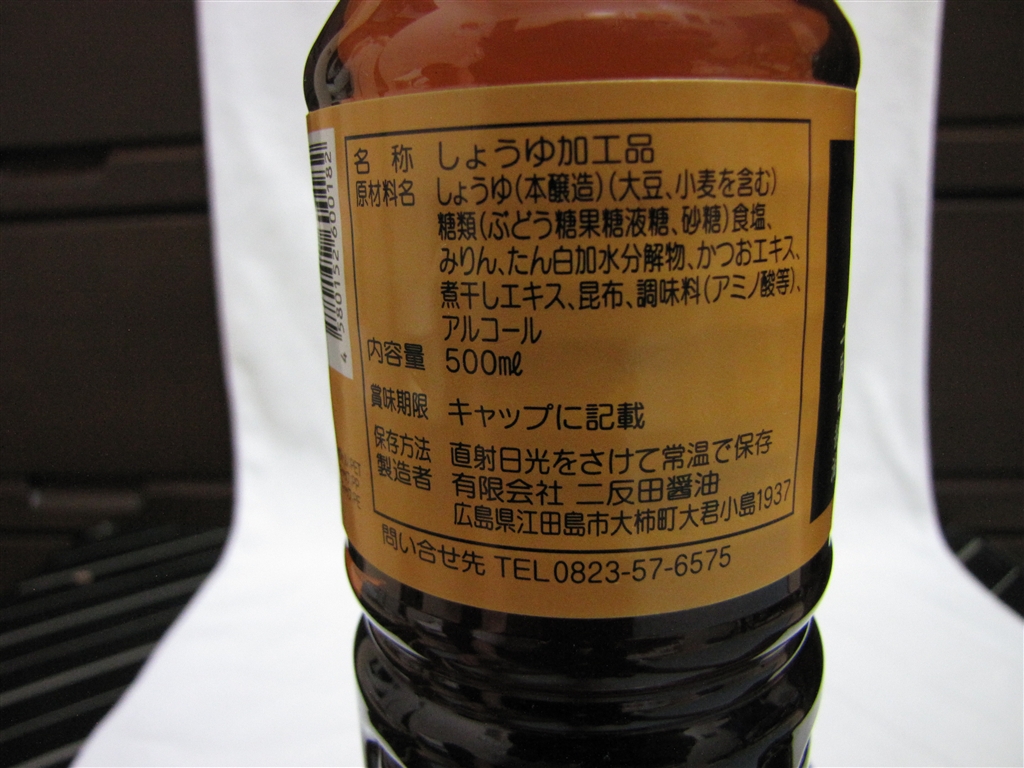 名称 しょうゆ加工品
原材料名 しょうゆ(本醸造)(大豆、小麦を含む)
糖類(ぶどう糖果糖液糖、砂糖)食塩、
みりん、たん白加水分解物、かつおエキス、
煮干しエキス、昆布、調味料(アミノ酸等)、
アルコール
内容量 500ml
賞味期限 キャップに記載
保存方法 直射日光をさけて常温で保存
製造者 有限会社 二反田醤油
広島県江田島市大柿町大君小島1937
問い合せ先 TEL0823-57-6575
4 580152 600182